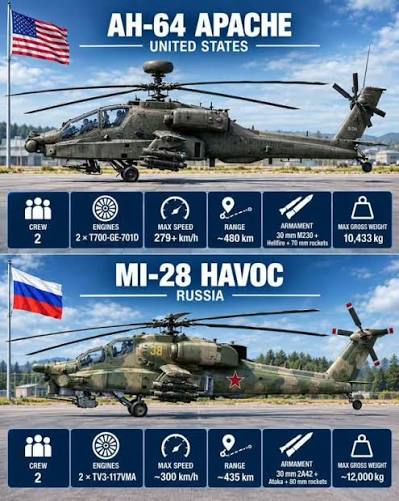 AH-64 APACHE
UNITED STATES
CREW
2
ENGINES
2 × T700-GE-701D
MAX SPEED
279+ km/h
RANGE
~480 km
ARMAMENT
30 mm M230 +
Hellfire + 70 mm rockets
MAX GROSS WEIGHT
10,433 kg
MI-28 HAVOC
RUSSIA
38
CREW
2
ENGINES
2 × TV3-117VMA
MAX SPEED
~300 km/h
RANGE
~435 km
ARMAMENT
30 mm 2A42 +
Ataka + 80 mm rockets
MAX GROSS WEIGHT
~12,000 kg